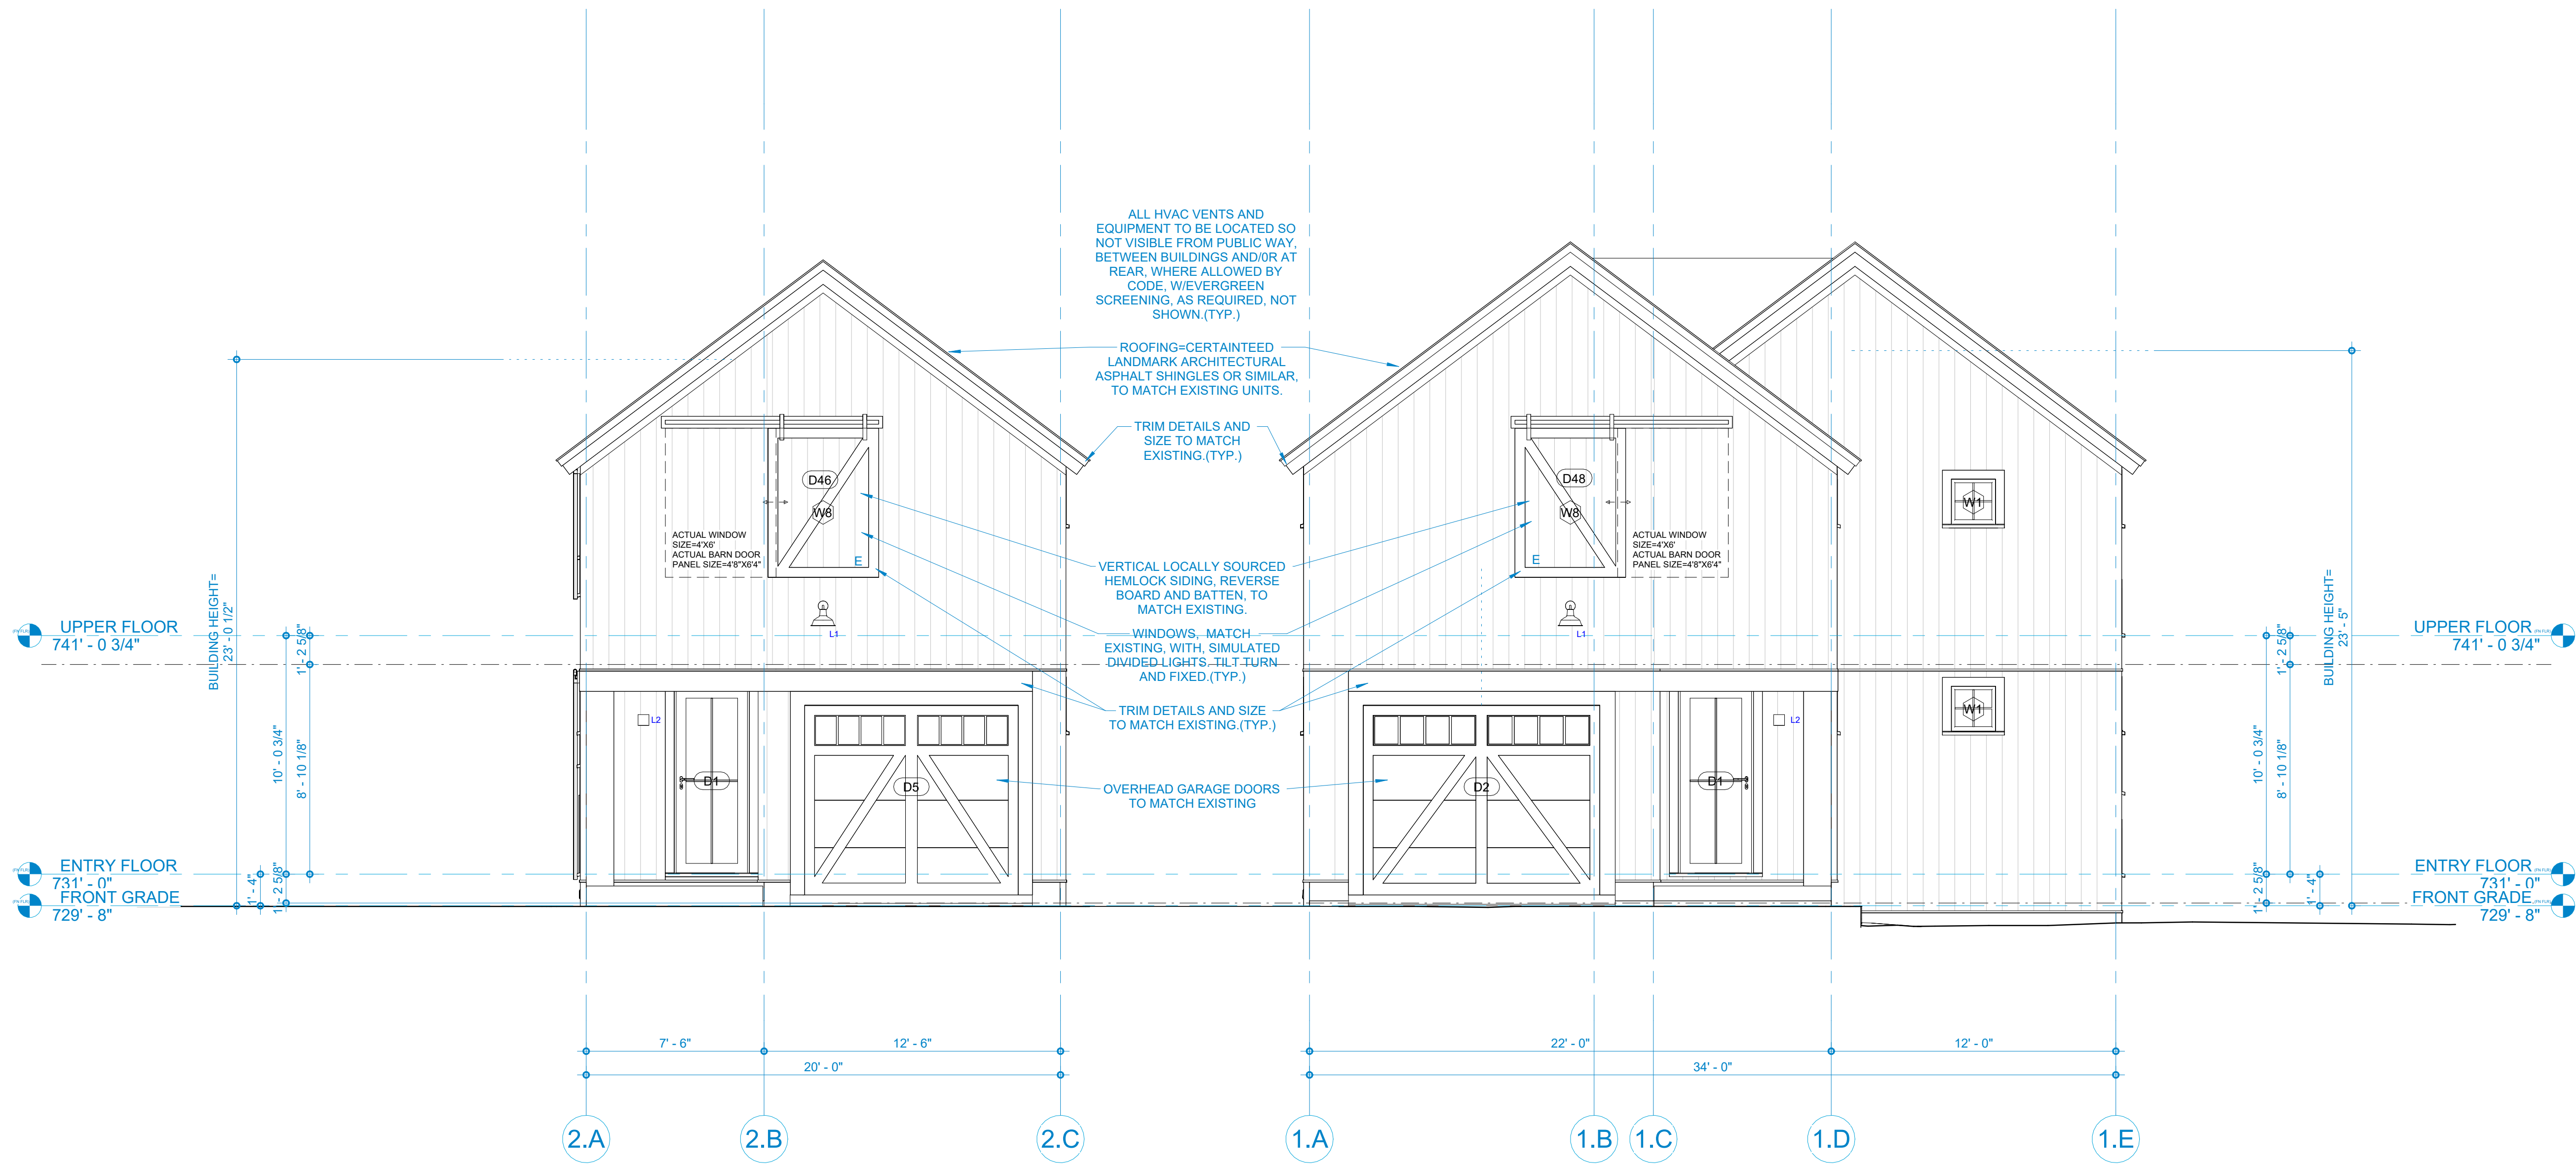 ALL HVAC VENTS AND
EQUIPMENT TO BE LOCATED SO
NOT VISIBLE FROM PUBLIC WAY,
BETWEEN BUILDINGS AND/0R AT
REAR, WHERE ALLOWED BY
CODE, W/EVERGREEN
SCREENING, AS REQUIRED, NOT
SHOWN.(TYP.)
ROOFING=CERTAINTEED
LANDMARK ARCHITECTURAL
ASPHALT SHINGLES OR SIMILAR,
TO MATCH EXISTING UNITS.
TRIM DETAILS AND
SIZE TO MATCH
EXISTING.(TYP.)
VERTICAL LOCALLY SOURCED
HEMLOCK SIDING, REVERSE
BOARD AND BATTEN, TO
MATCH EXISTING.
WINDOWS, MATCH
EXISTING, WITH, SIMULATED
DIVIDED LIGHTS. TILT TURN
AND FIXED.(TYP.)
TRIM DETAILS AND SIZE
TO MATCH EXISTING.(TYP.)
OVERHEAD GARAGE DOORS
TO MATCH EXISTING
D46
W8
E
ACTUAL WINDOW
SIZE=4'X6'
ACTUAL BARN DOOR
PANEL SIZE=4'8"X6'4"
L1
L2
D1
D5
D48
W8
E
ACTUAL WINDOW
SIZE=4'X6'
ACTUAL BARN DOOR
PANEL SIZE=4'8"X6'4"
L1
L2
D2
D1
W1
W1
BUILDING HEIGHT=
23' - 0 1/2"
UPPER FLOOR
741' - 0 3/4"
ENTRY FLOOR
731' - 0"
FRONT GRADE
729' - 8"
1' - 4"
1' - 2 5/8"
10' - 0 3/4"
8' - 10 1/8"
1' - 2 5/8"
BUILDING HEIGHT=
23' - 5"
UPPER FLOOR
741' - 0 3/4"
ENTRY FLOOR
731' - 0"
FRONT GRADE
729' - 8"
1' - 2 5/8"
10' - 0 3/4"
8' - 10 1/8"
1' - 2 5/8"
1' - 4"
7' - 6"
12' - 6"
20' - 0"
22' - 0"
12' - 0"
34' - 0"
2.A
2.B
2.C
1.A
1.B
1.C
1.D
1.E